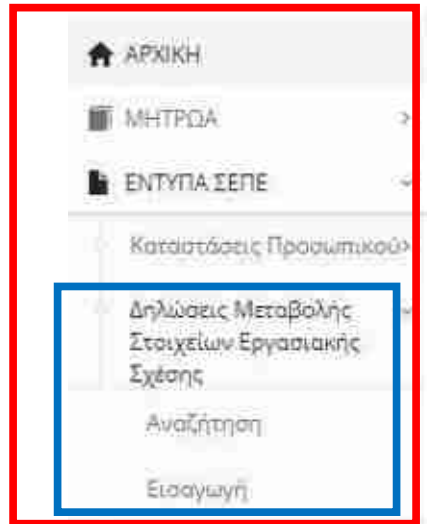 ΑΡΧΙΚΗ
ΜΗΤΡΩΑ
ΕΝΤΥΠΑ ΣΕΠΕ
Καταστάσεις Προσωπικού
Δηλώσεις Μεταβολής
Στοιχείων Εργασιακής
Σχέσης
Αναζήτηση
Εισαγωγή